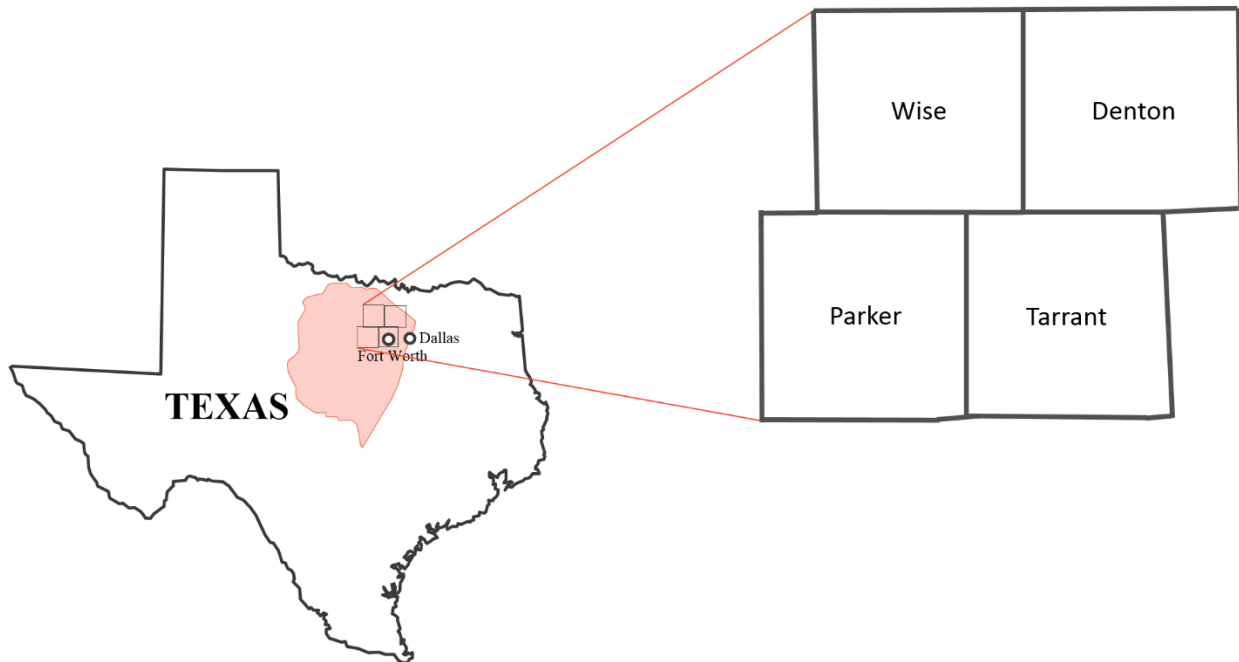 Wise
Denton
Parker
Tarrant
Dallas
Fort Worth
TEXAS